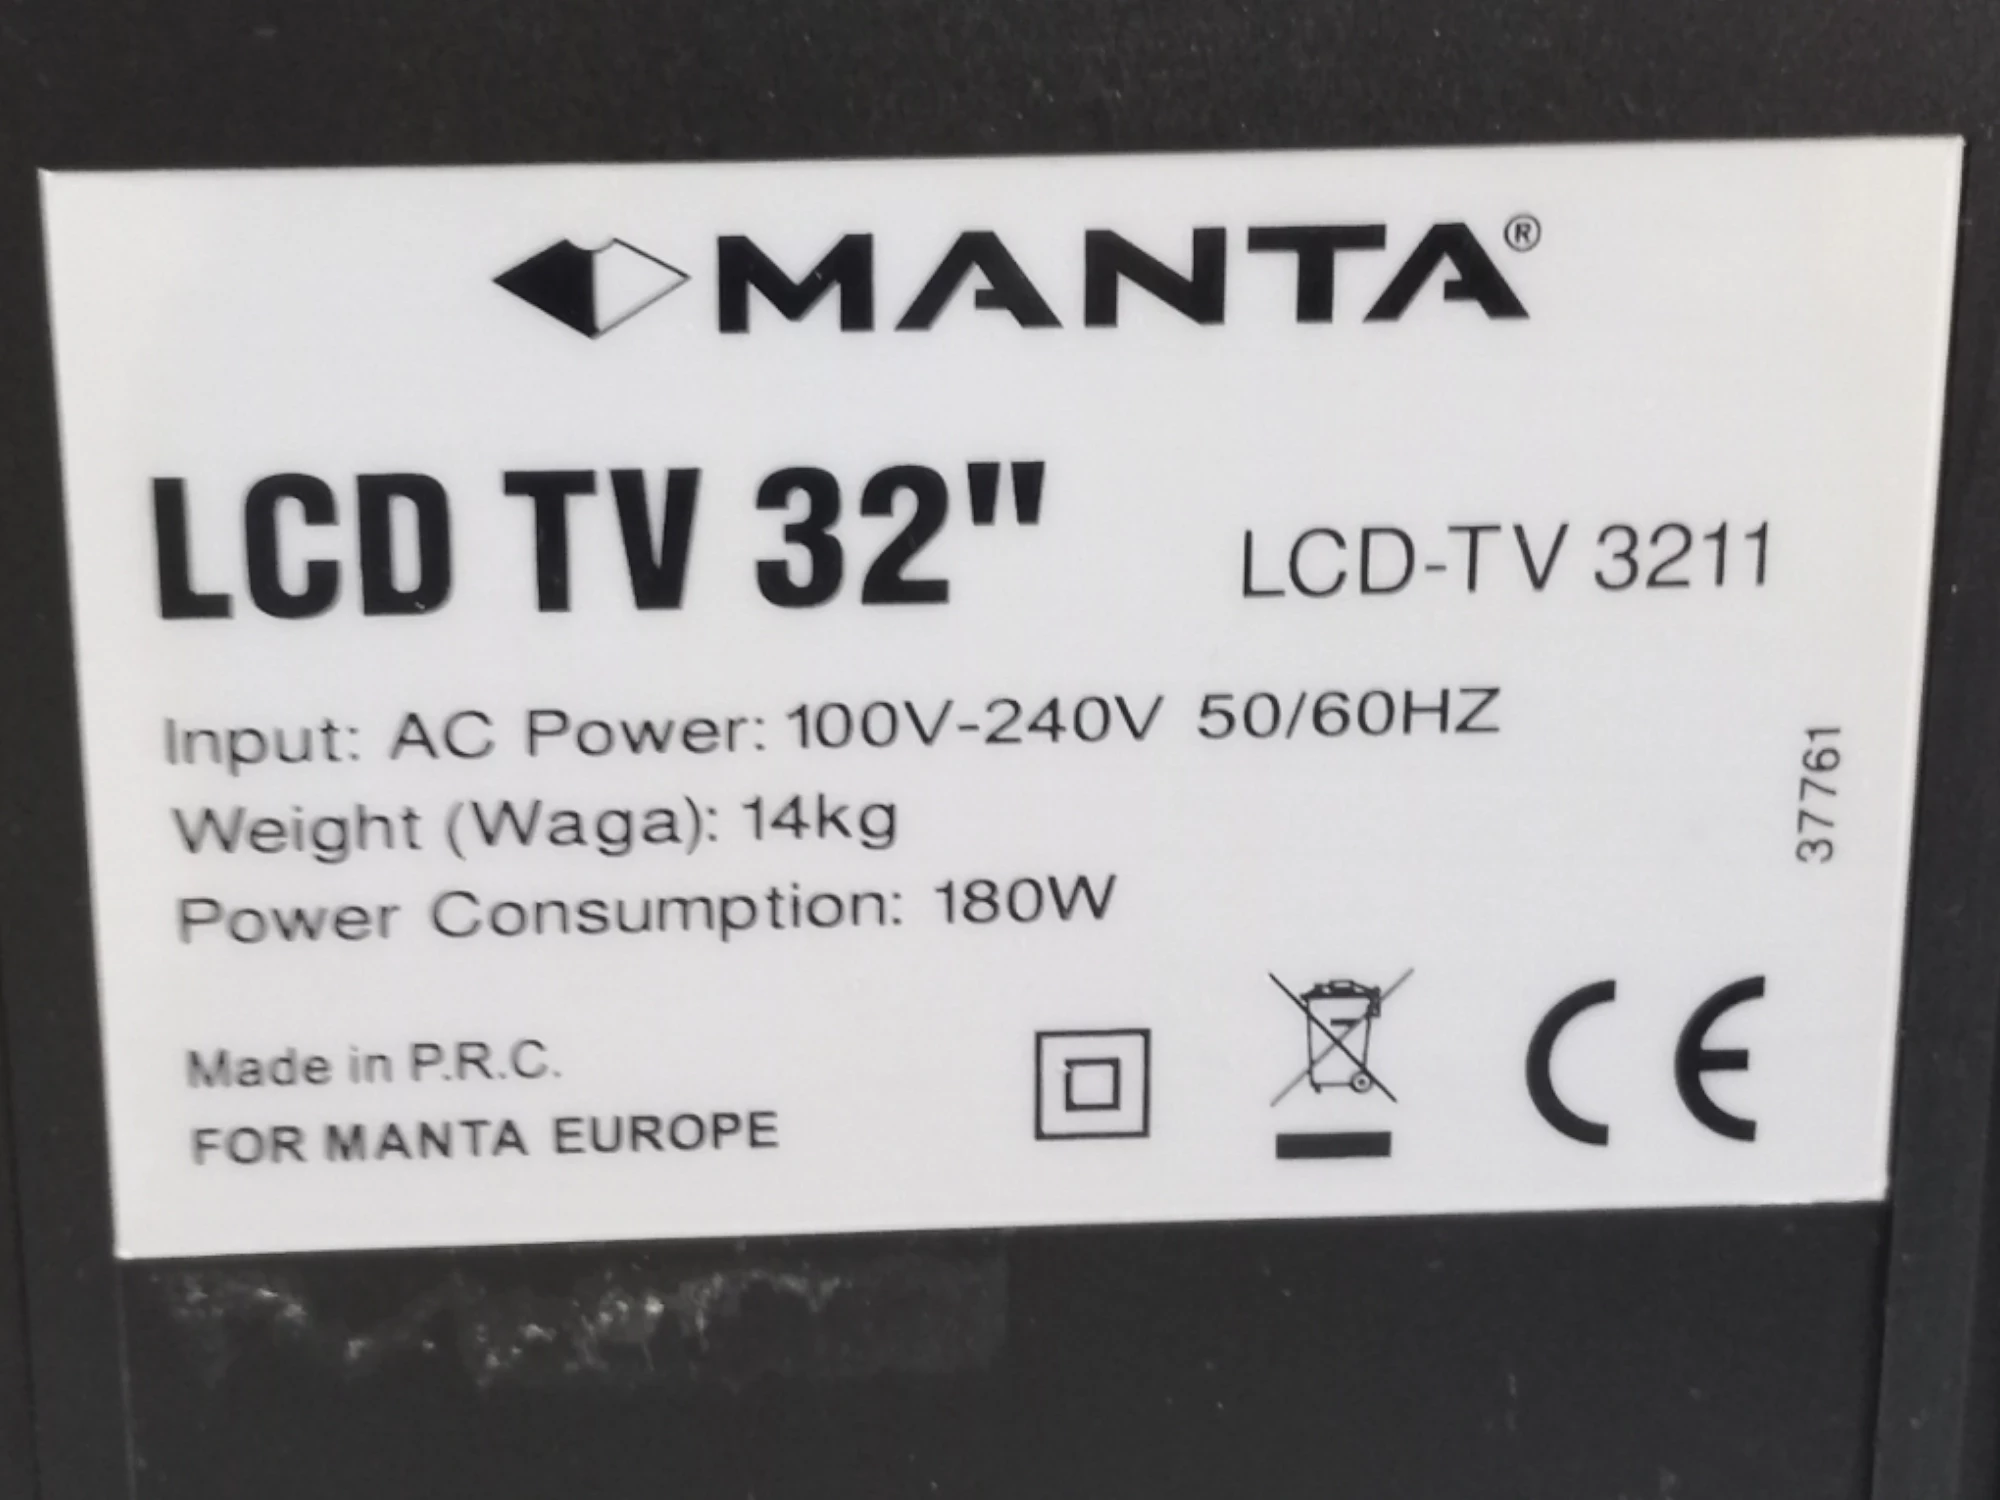 MANTA®
LCD TV 32"
LCD-TV 3211
Input: AC Power: 100V-240V 50/60HZ
Weight (Waga): 14kg
Power Consumption: 180W
37761
Made in P.R.C.
FOR MANTA EUROPE
CE